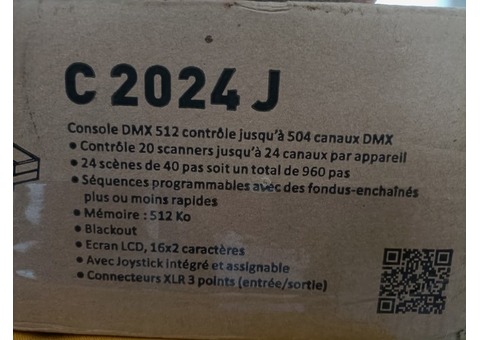 C 2024 J
Console DMX 512 contrôle jusqu'à 504 canaux DMX
• Contrôle 20 scanners jusqu'à 24 canaux par appareil
• 24 scènes de 40 pas soit un total de 960 pas
• Séquences programmables avec des fondus-enchaînés
plus ou moins rapides
• Mémoire : 512 Ko
• Blackout
• Ecran LCD, 16x2 caractères
• Avec Joystick intégré et assignable
• Connecteurs XLR 3 points (entrée/sortie)